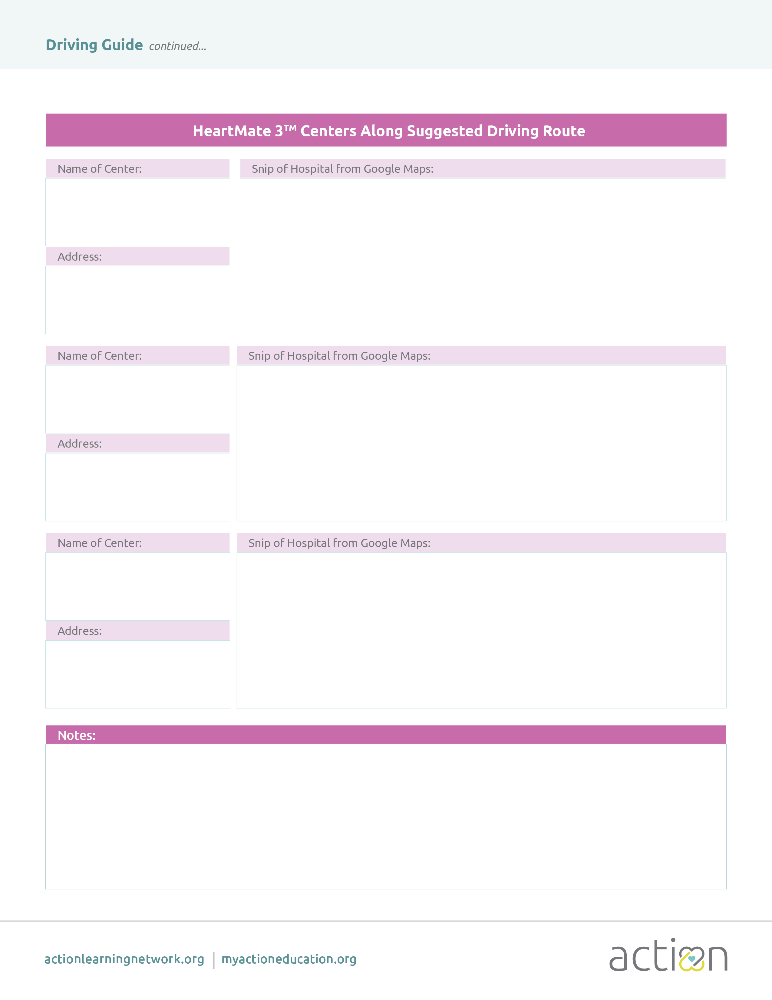 Driving Guide continued...
HeartMate 3™ Centers Along Suggested Driving Route
Name of Center:
Snip of Hospital from Google Maps:
Address:
Name of Center:
Snip of Hospital from Google Maps:
Address:
Name of Center:
Snip of Hospital from Google Maps:
Address:
Notes:
actionlearningnetwork.org | myactioneducation.org
action